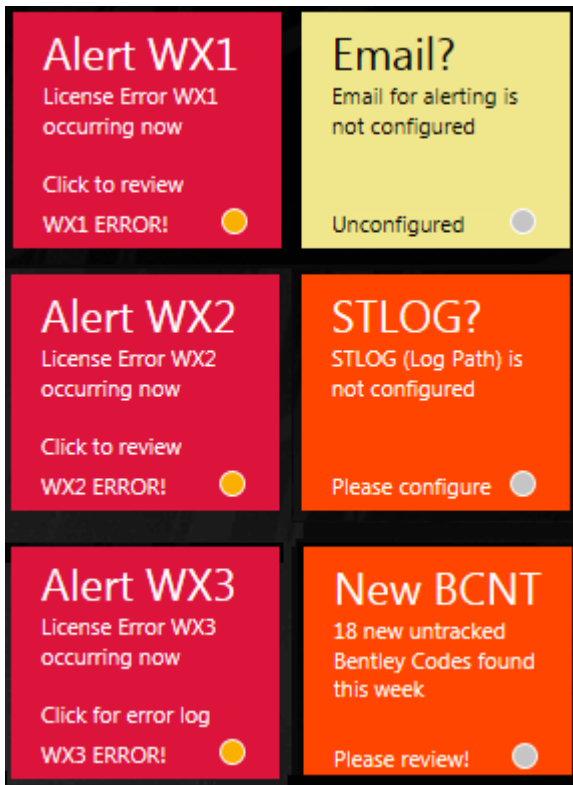 Alert WX1
License Error WX1
occurring now
Click to review
WX1 ERROR!
Email?
Email for alerting is
not configured
Unconfigured
Alert WX2
License Error WX2
occurring now
Click to review
WX2 ERROR!
STLOG?
STLOG (Log Path) is
not configured
Please configure
Alert WX3
License Error WX3
occurring now
Click for error log
WX3 ERROR!
New BCNT
18 new untracked
Bentley Codes found
this week
Please review!